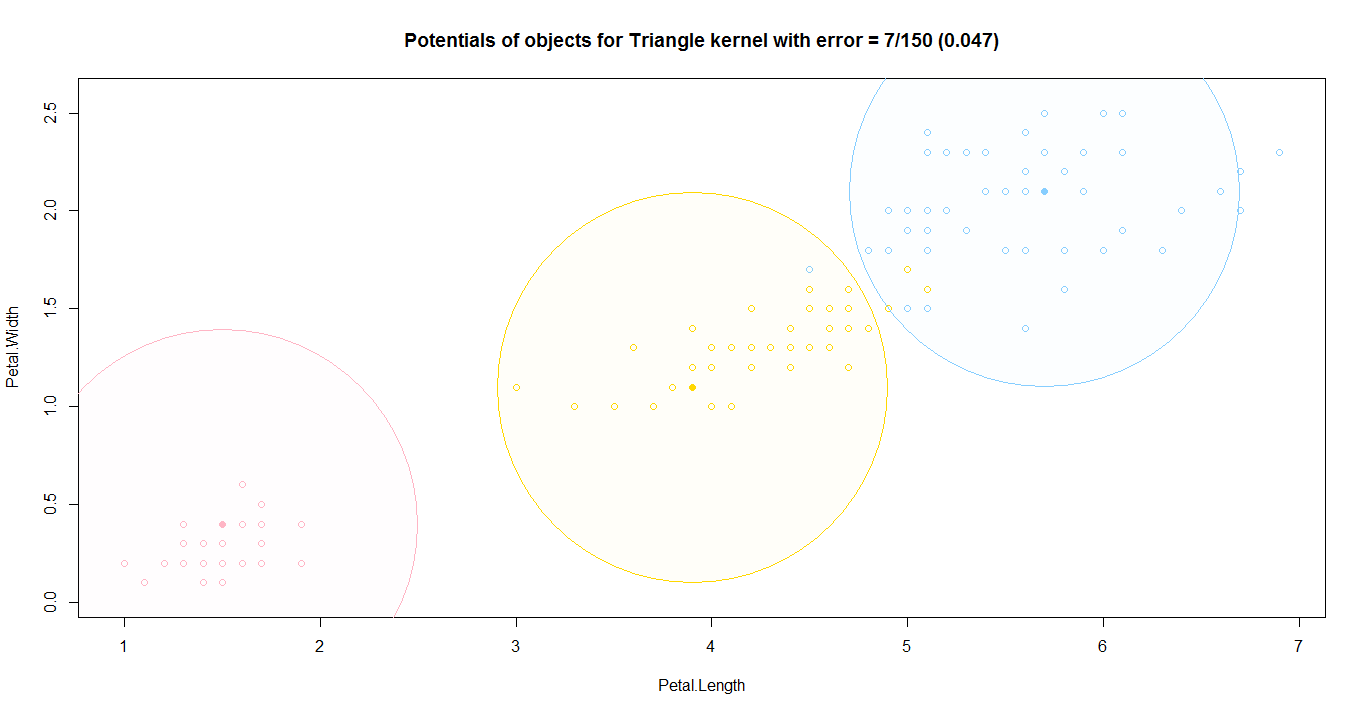 Potentials of objects for Triangle kernel with error = 7/150 (0.047)
2.5
2.0
1.5
1.0
0.5
0.0
Petal.Width
1 2 3 4 5 6 7
Petal.Length